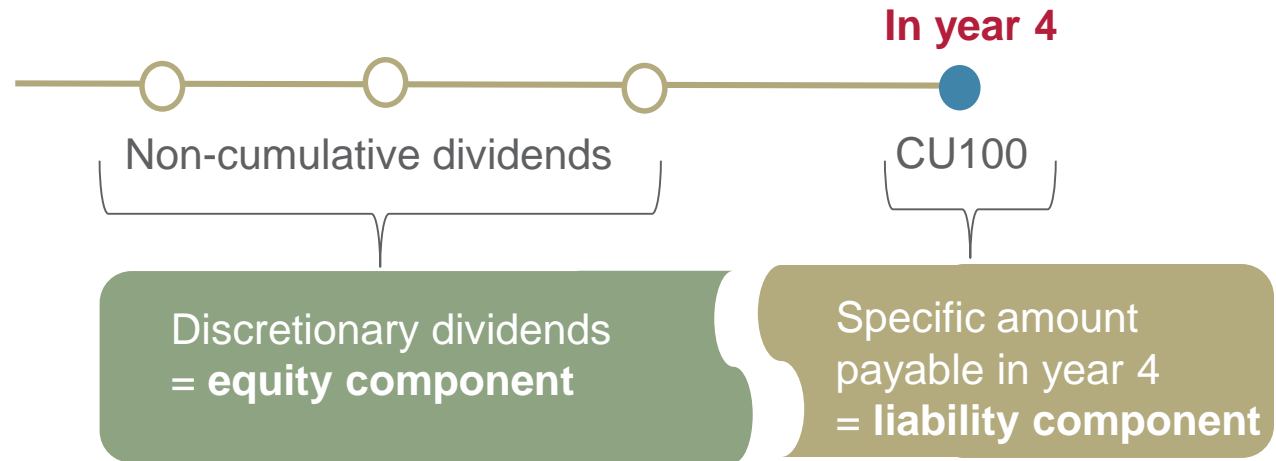 In year 4
Non-cumulative dividends
CU100
Discretionary dividends
= equity component
Specific amount
payable in year 4
= liability component